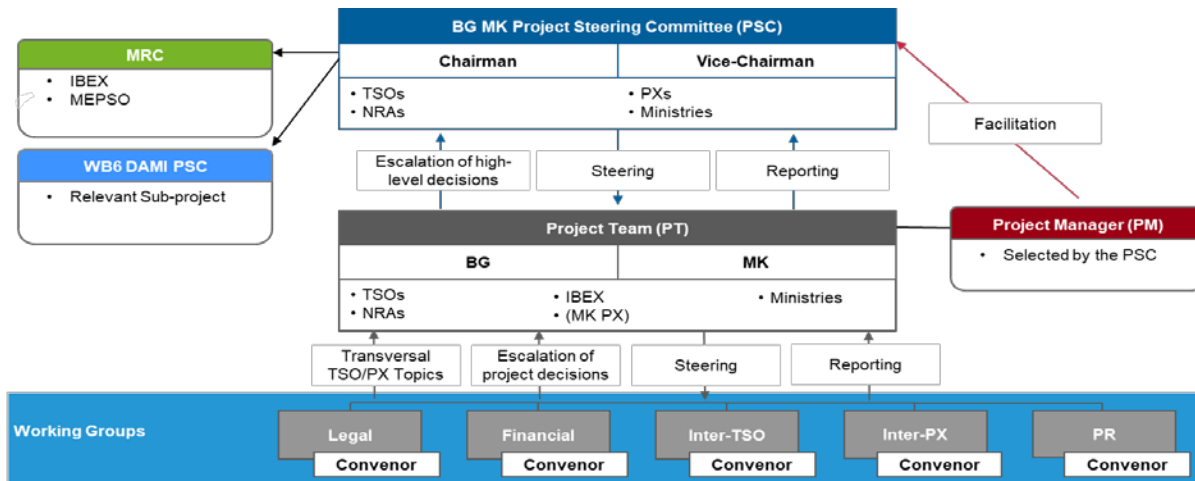 BG MK Project Steering Committee (PSC)
Chairman
Vice-Chairman
• TSOs
• NRAs
• PXs
• Ministries
MRC
• IBEX
• MEPSO
WB6 DAMI PSC
• Relevant Sub-project
Facilitation
Escalation of high-
level decisions
Steering
Reporting
Project Team (PT)
BG
MK
• TSOs
• NRAs
• IBEX
• (MK PX)
• Ministries
Project Manager (PM)
• Selected by the PSC
Transversal
TSO/PX Topics
Escalation of
project decisions
Steering
Reporting
Working Groups
Legal
Convenor
Financial
Convenor
Inter-TSO
Convenor
Inter-PX
Convenor
PR
Convenor